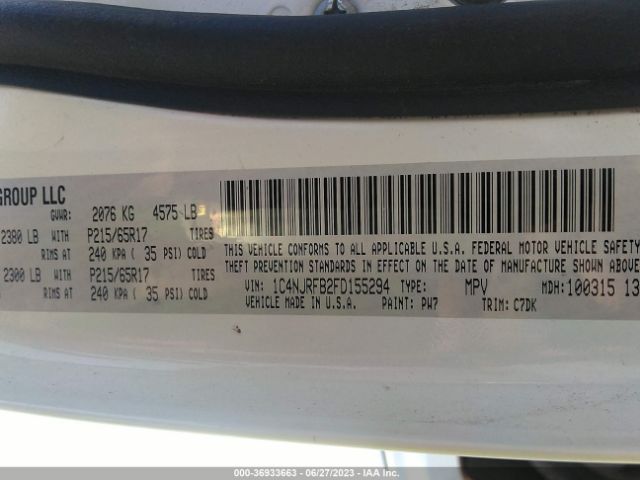 GROUP LLC
GVWR: 2076 KG 4575 LB
2380 LB WITH P215/65R17 TIRES
RIMS AT 240 KPA ( 35 PSI) COLD
2300 LB WITH P215/65R17 TIRES
RIMS AT 240 KPA ( 35 PSI) COLD
THIS VEHICLE CONFORMS TO ALL APPLICABLE U.S.A. FEDERAL MOTOR VEHICLE SAFETY
THEFT PREVENTION STANDARDS IN EFFECT ON THE DATE OF MANUFACTURE SHOWN ABOVE
VIN: 1C4NJRFB2FD155294 TYPE: MPV MDH: 100315 13
VEHICLE MADE IN U.S.A. PAINT: PW7 TRIM: C7DK
000-36933663 - 06/27/2023 - IAA Inc.